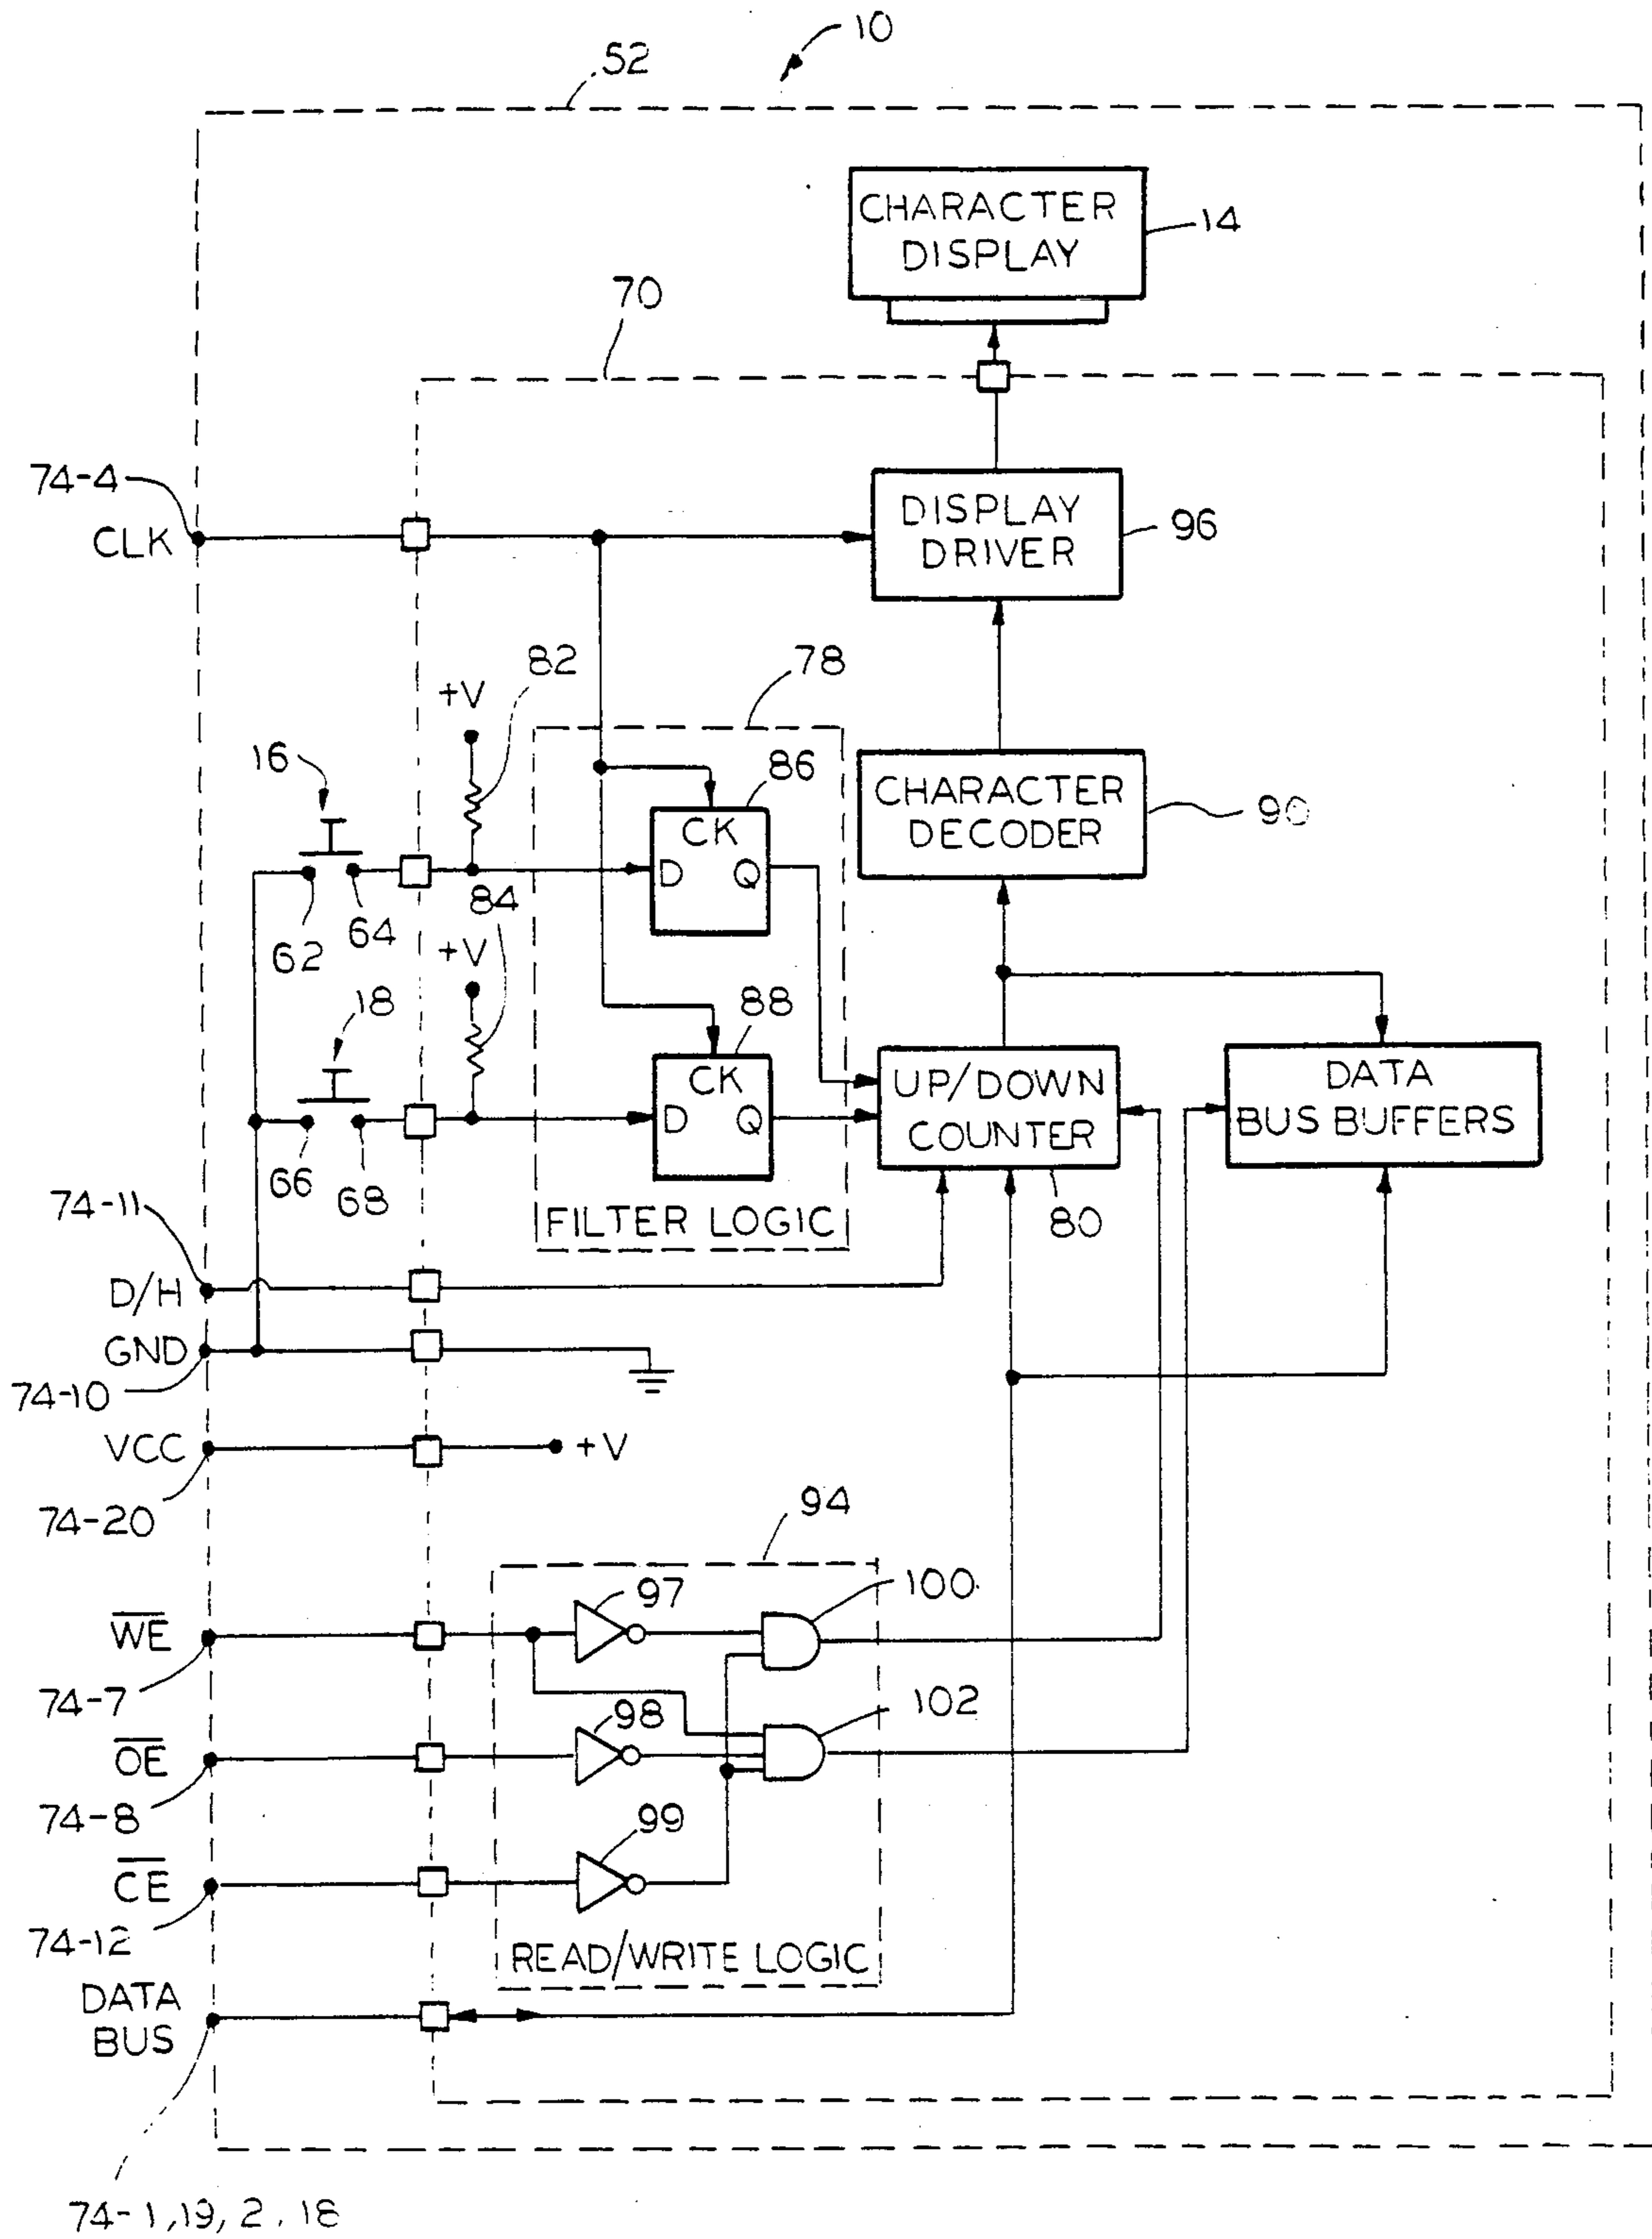 10
52
CHARACTER
DISPLAY
14
70
74-4
CLK
DISPLAY
DRIVER
96
82
+V
78
16
86
CK
D Q
CHARACTER
DECODER
90
62
64
84
+V
18
88
CK
D Q
UP/DOWN
COUNTER
DATA
BUS BUFFERS
66
68
80
FILTER LOGIC
74-11
D/H
GND
74-10
VCC
+V
74-20
94
97
100
W̅E̅
74-7
98
102
O̅E̅
74-8
99
C̅E̅
74-12
READ/WRITE LOGIC
DATA
BUS
74-1,19,2,18